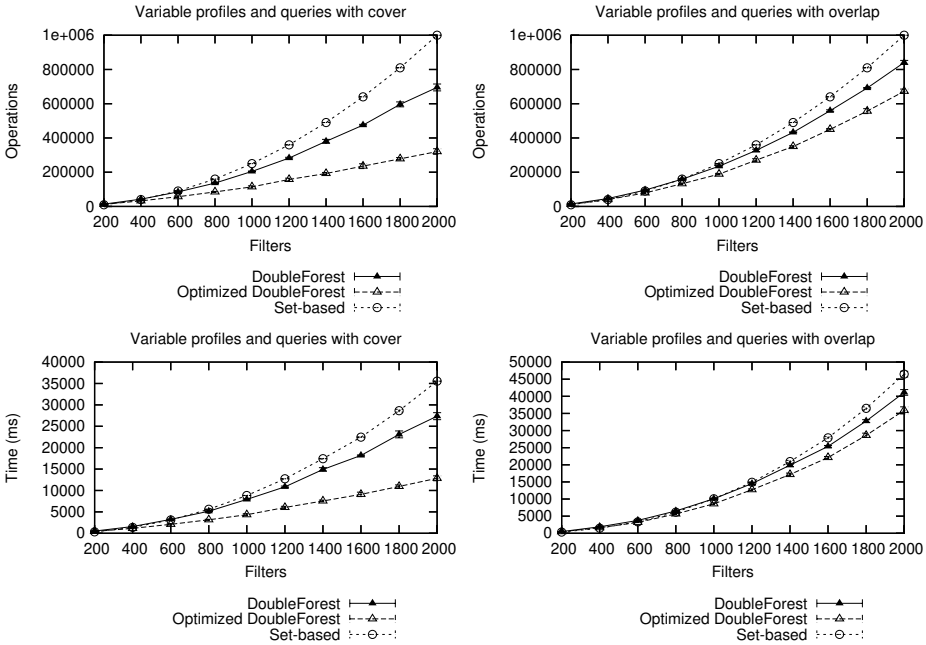 Variable profiles and queries with cover
1e+006
800000
600000
400000
200000
0
Operations
200 400 600 800 1000 1200 1400 1600 1800 2000
Filters
DoubleForest
Optimized DoubleForest
Set-based
Variable profiles and queries with overlap
1e+006
800000
600000
400000
200000
0
Operations
200 400 600 800 1000 1200 1400 1600 1800 2000
Filters
DoubleForest
Optimized DoubleForest
Set-based
Variable profiles and queries with cover
40000
35000
30000
25000
20000
15000
10000
5000
0
Time (ms)
200 400 600 800 1000 1200 1400 1600 1800 2000
Filters
DoubleForest
Optimized DoubleForest
Set-based
Variable profiles and queries with overlap
50000
45000
40000
35000
30000
25000
20000
15000
10000
5000
0
Time (ms)
200 400 600 800 1000 1200 1400 1600 1800 2000
Filters
DoubleForest
Optimized DoubleForest
Set-based